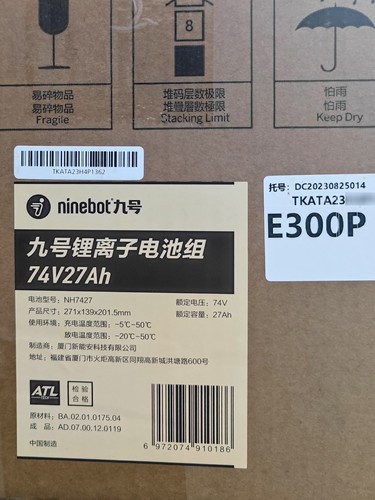 8
易碎物品
易碎物品
Fragile
堆码层数极限
堆疊層數極限
Stacking Limit
怕雨
怕雨
Keep Dry
TKATA23H4P1362
托号: DC20230825014
TKATA23
E300P
ninebot九号
九号锂离子电池组
74V27Ah
电池型号: NH7427
额定电压: 74V
产品尺寸: 271x139x201.5mm
额定容量: 27Ah
使用环境: 充电温度范围: -5℃~50℃
放电温度范围: -20℃~50℃
制造商: 厦门新能安科技有限公司
地址: 福建省厦门市火炬高新区同翔高新城洪塘路600号
ATL
检验
合格
原材料: BA.02.01.0175.04
成 品: AD.07.00.12.0119
中国制造
6 972074 910186